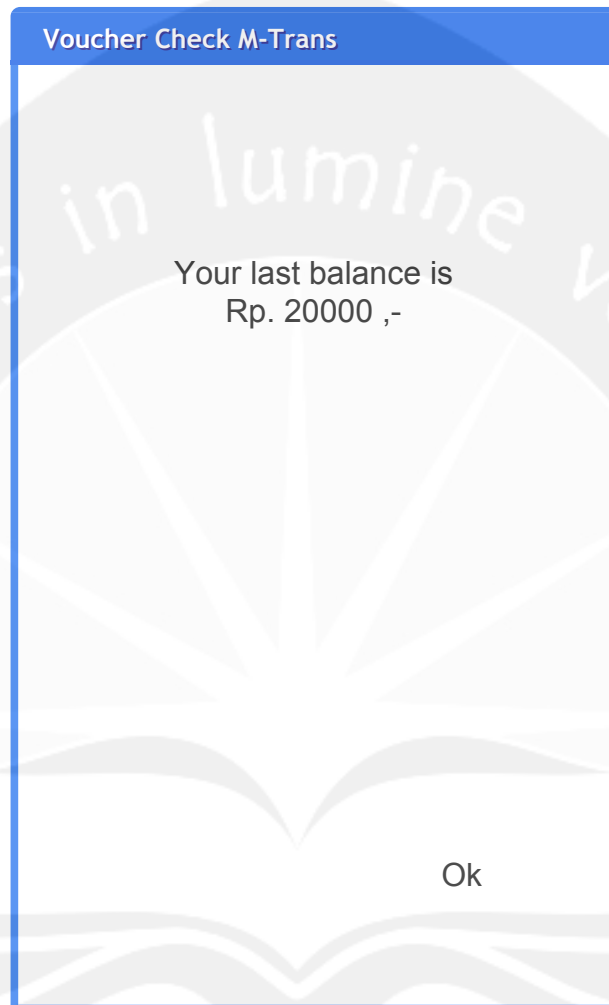 Voucher Check M-Trans
in lumine
Your last balance is
Rp. 20000 ,-
Ok